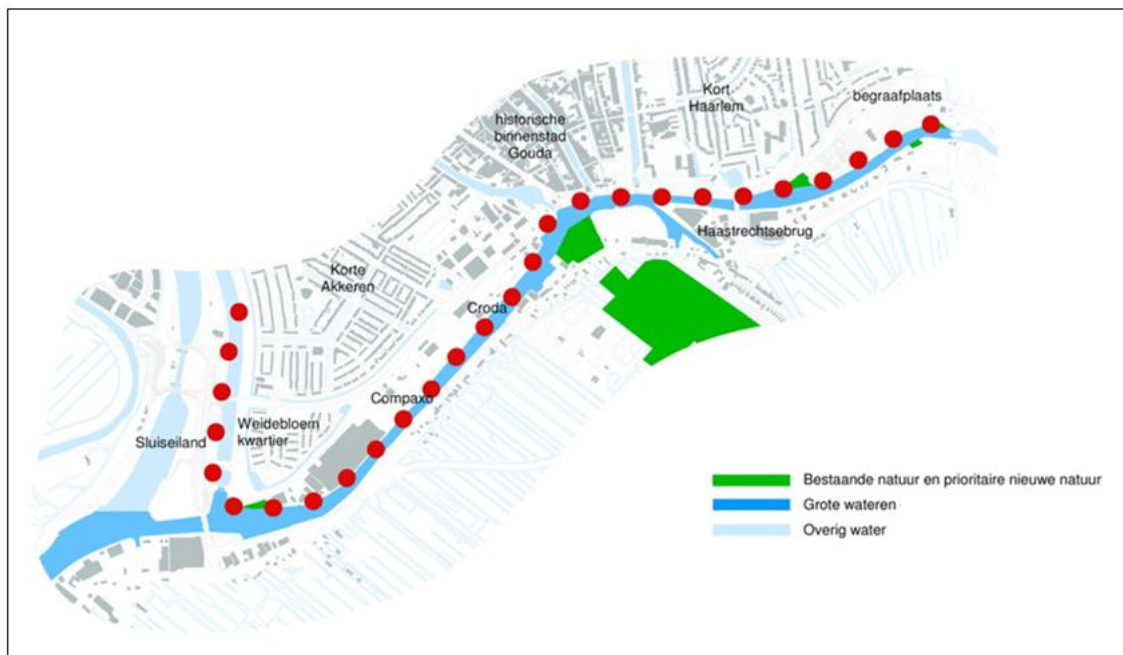 Kort
Haarlem
begraafplaats
historische
binnenstad
Gouda
Haastrechtsebrug
Korte
Akkeren
Croda
Compaxo
Weidebloem
kwartier
Sluiseiland
Bestaande natuur en prioritaire nieuwe natuur
Grote wateren
Overig water